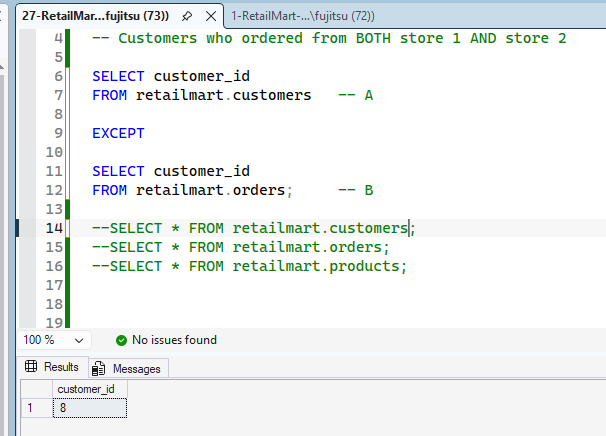 27-RetailMar...fujitsu (73))
1-RetailMart-...\fujitsu (72))
4 -- Customers who ordered from BOTH store 1 AND store 2
5
6 SELECT customer_id
7 FROM retailmart.customers -- A
8
9 EXCEPT
10
11 SELECT customer_id
12 FROM retailmart.orders; -- B
13
14 --SELECT * FROM retailmart.customers;
15 --SELECT * FROM retailmart.orders;
16 --SELECT * FROM retailmart.products;
17
18
19
100 % No issues found
Results Messages
customer_id
1 8